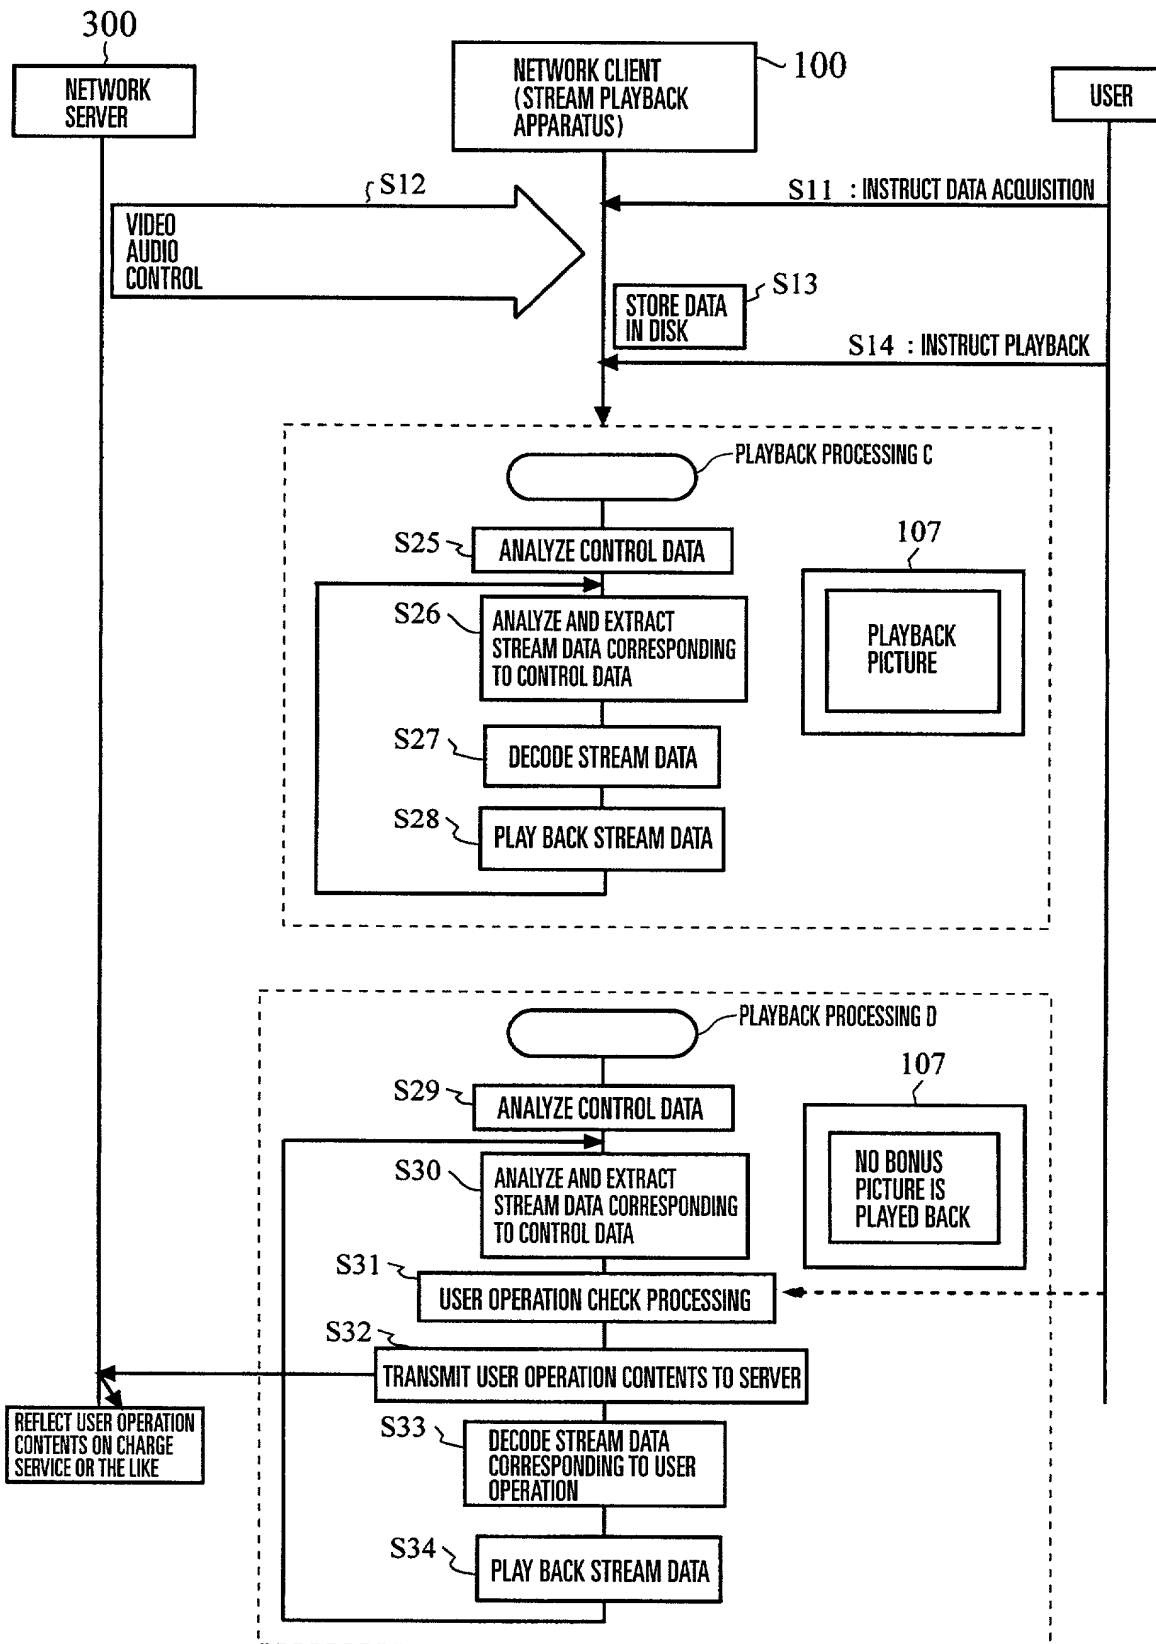 300
NETWORK
SERVER
NETWORK CLIENT
(STREAM PLAYBACK
APPARATUS)
100
USER
S12
VIDEO
AUDIO
CONTROL
S11 : INSTRUCT DATA ACQUISITION
STORE DATA
IN DISK
S13
S14 : INSTRUCT PLAYBACK
PLAYBACK PROCESSING C
S25
ANALYZE CONTROL DATA
S26
ANALYZE AND EXTRACT
STREAM DATA CORRESPONDING
TO CONTROL DATA
107
PLAYBACK
PICTURE
S27
DECODE STREAM DATA
S28
PLAY BACK STREAM DATA
PLAYBACK PROCESSING D
S29
ANALYZE CONTROL DATA
S30
ANALYZE AND EXTRACT
STREAM DATA CORRESPONDING
TO CONTROL DATA
107
NO BONUS
PICTURE IS
PLAYED BACK
S31
USER OPERATION CHECK PROCESSING
S32
TRANSMIT USER OPERATION CONTENTS TO SERVER
REFLECT USER OPERATION
CONTENTS ON CHARGE
SERVICE OR THE LIKE
S33
DECODE STREAM DATA
CORRESPONDING TO USER
OPERATION
S34
PLAY BACK STREAM DATA